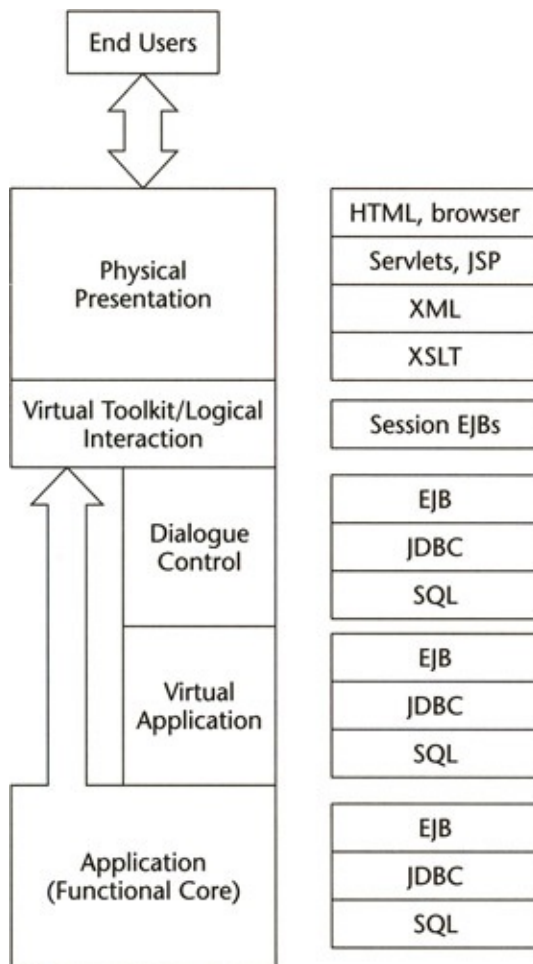 End Users
Physical
Presentation
HTML, browser
Servlets, JSP
XML
XSLT
Virtual Toolkit/Logical
Interaction
Session EJBs
Dialogue
Control
EJB
JDBC
SQL
Virtual
Application
EJB
JDBC
SQL
Application
(Functional Core)
EJB
JDBC
SQL